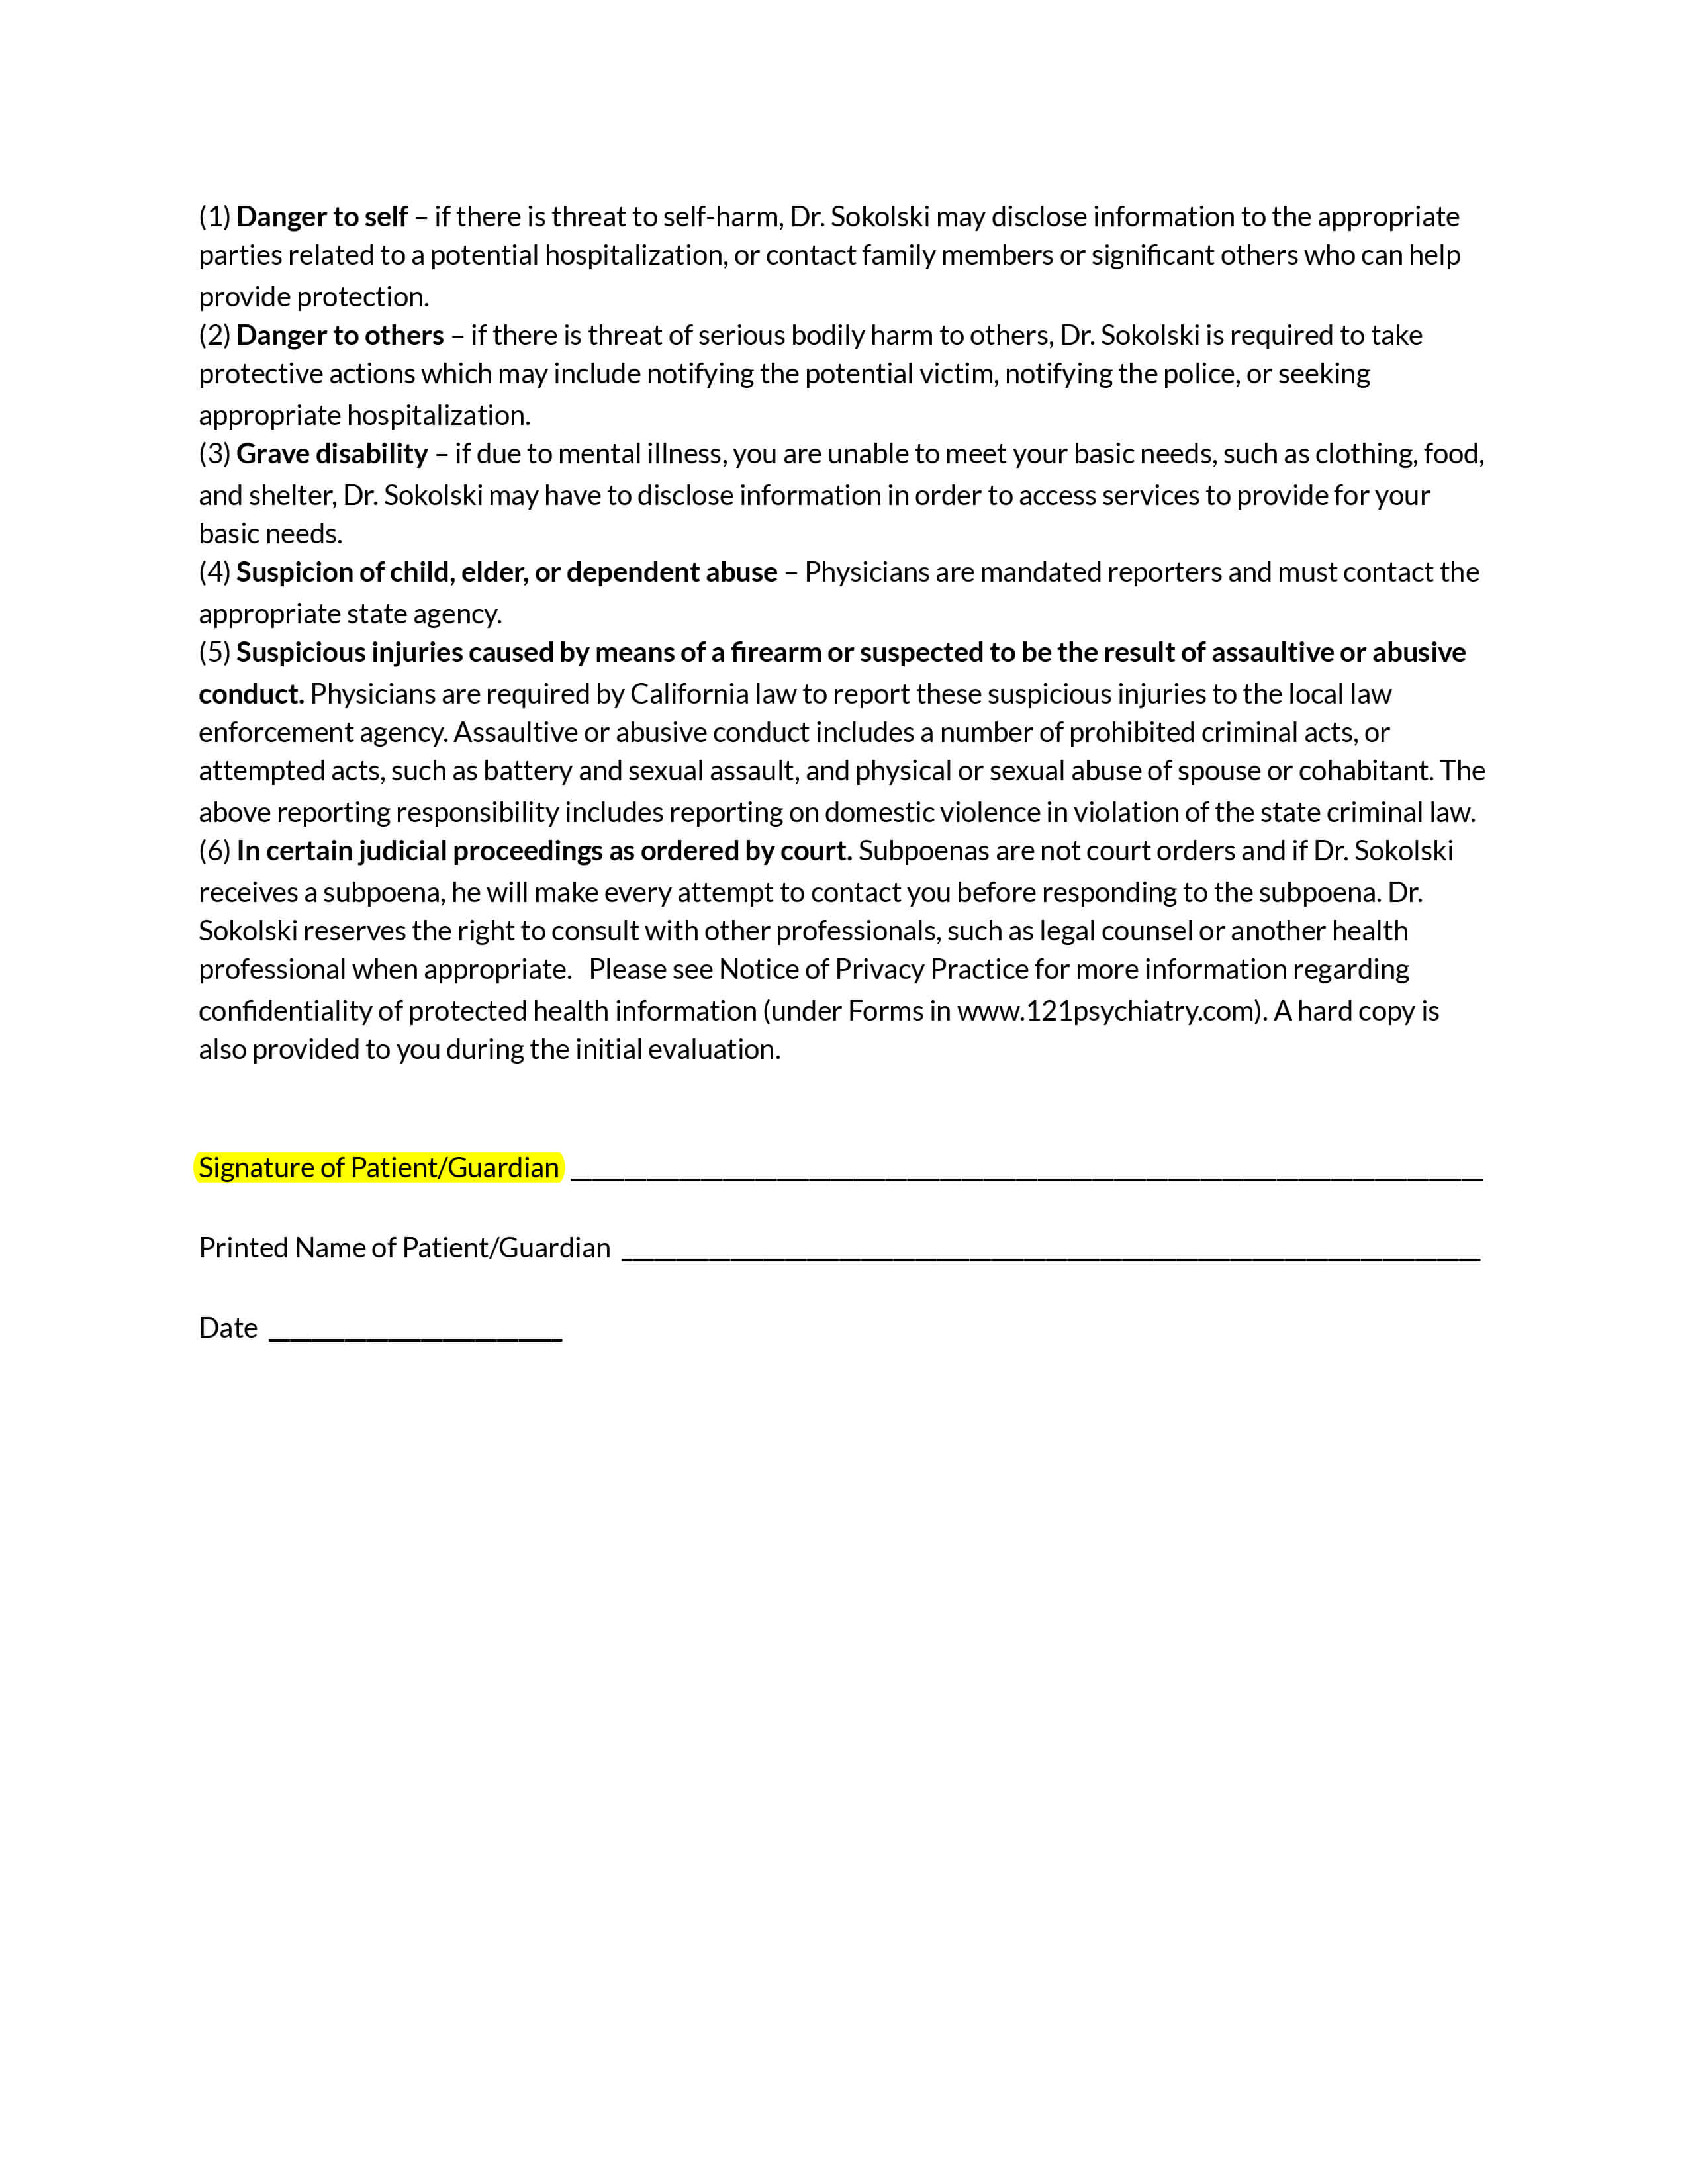 (1) Danger to self – if there is threat to self-harm, Dr. Sokolski may disclose information to the appropriate
parties related to a potential hospitalization, or contact family members or significant others who can help
provide protection.
(2) Danger to others – if there is threat of serious bodily harm to others, Dr. Sokolski is required to take
protective actions which may include notifying the potential victim, notifying the police, or seeking
appropriate hospitalization.
(3) Grave disability – if due to mental illness, you are unable to meet your basic needs, such as clothing, food,
and shelter, Dr. Sokolski may have to disclose information in order to access services to provide for your
basic needs.
(4) Suspicion of child, elder, or dependent abuse – Physicians are mandated reporters and must contact the
appropriate state agency.
(5) Suspicious injuries caused by means of a firearm or suspected to be the result of assaultive or abusive
conduct. Physicians are required by California law to report these suspicious injuries to the local law
enforcement agency. Assaultive or abusive conduct includes a number of prohibited criminal acts, or
attempted acts, such as battery and sexual assault, and physical or sexual abuse of spouse or cohabitant. The
above reporting responsibility includes reporting on domestic violence in violation of the state criminal law.
(6) In certain judicial proceedings as ordered by court. Subpoenas are not court orders and if Dr. Sokolski
receives a subpoena, he will make every attempt to contact you before responding to the subpoena. Dr.
Sokolski reserves the right to consult with other professionals, such as legal counsel or another health
professional when appropriate. Please see Notice of Privacy Practice for more information regarding
confidentiality of protected health information (under Forms in www.121psychiatry.com). A hard copy is
also provided to you during the initial evaluation.
Signature of Patient/Guardian
Printed Name of Patient/Guardian
Date